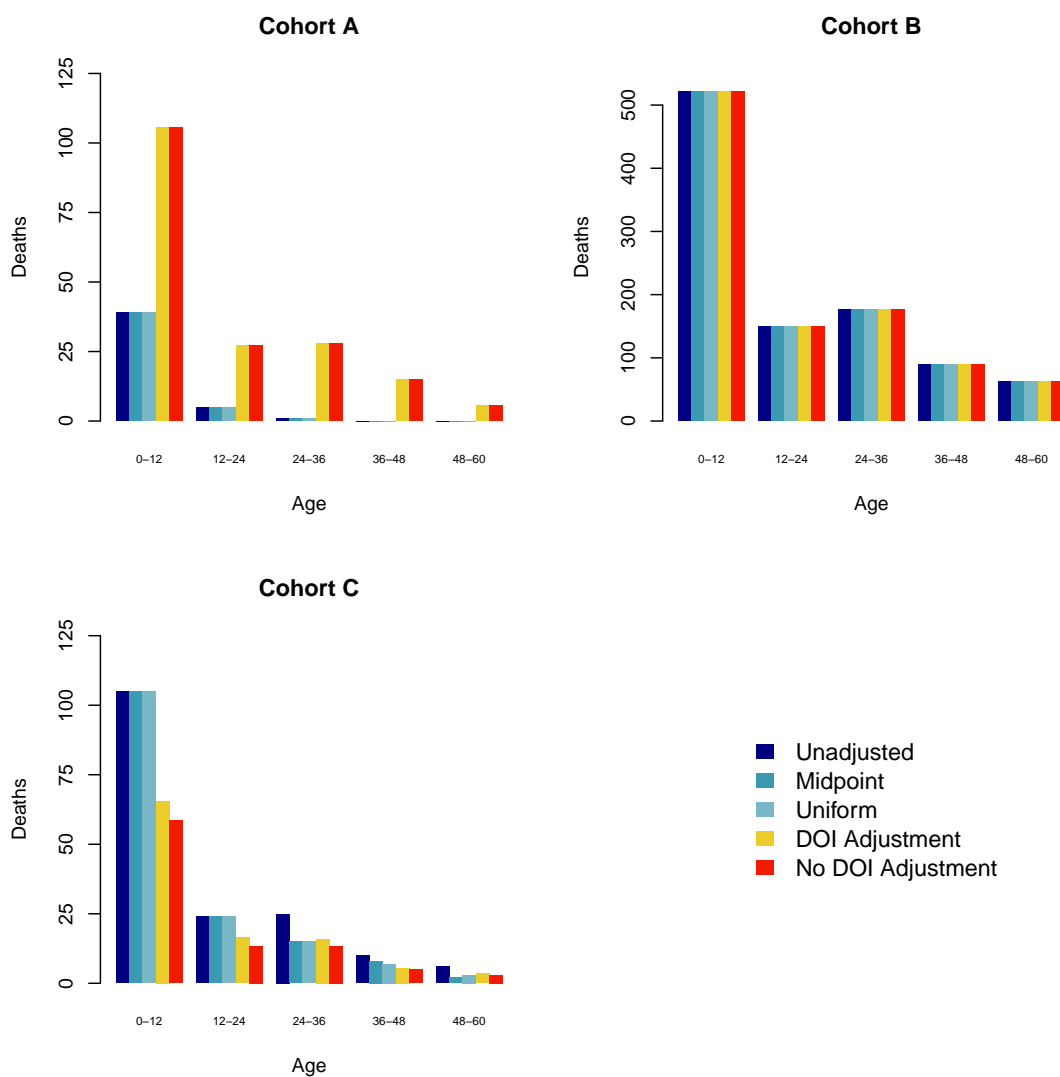 Cohort A
Deaths
0
25
50
75
100
125
0–12
12–24
24–36
36–48
48–60
Age
Cohort B
Deaths
0
100
200
300
400
500
0–12
12–24
24–36
36–48
48–60
Age
Cohort C
Deaths
0
25
50
75
100
125
0–12
12–24
24–36
36–48
48–60
Age
Unadjusted
Midpoint
Uniform
DOI Adjustment
No DOI Adjustment